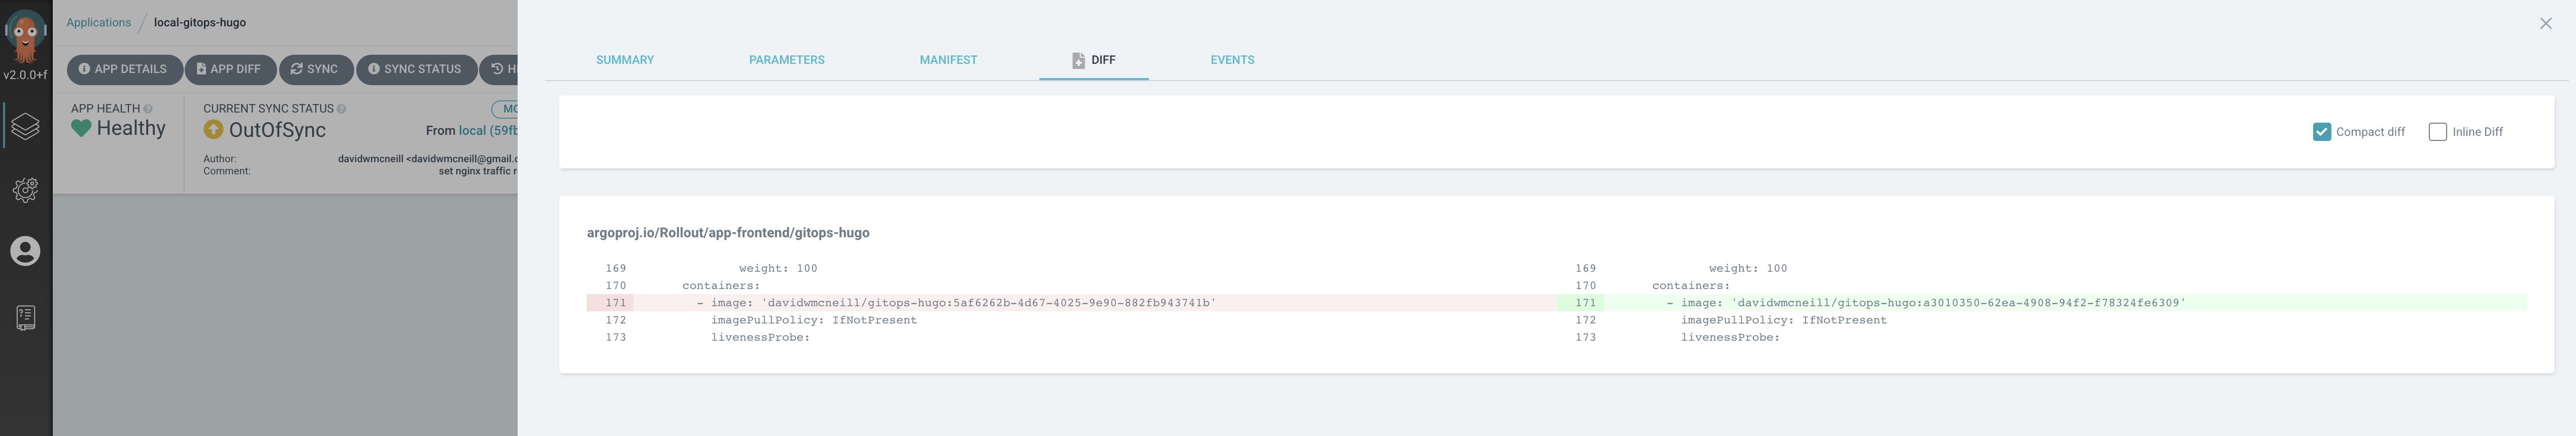 Applications / local-gitops-hugo
v2.0.0+f
APP DETAILS
APP DIFF
SYNC
SYNC STATUS
APP HEALTH
Healthy
CURRENT SYNC STATUS
OutOfSync
From local (59fb
Author: davidwmcneill <davidwmcneill@gmail.c
Comment: set nginx traffic r
SUMMARY
PARAMETERS
MANIFEST
DIFF
EVENTS
Compact diff
Inline Diff
argoproj.io/Rollout/app-frontend/gitops-hugo
169 weight: 100
170 containers:
171 - image: 'davidwmcneill/gitops-hugo:5af6262b-4d67-4025-9e90-882fb943741b'
172 imagePullPolicy: IfNotPresent
173 livenessProbe:
169 weight: 100
170 containers:
171 - image: 'davidwmcneill/gitops-hugo:a3010350-62ea-4908-94f2-f78324fe6309'
172 imagePullPolicy: IfNotPresent
173 livenessProbe: